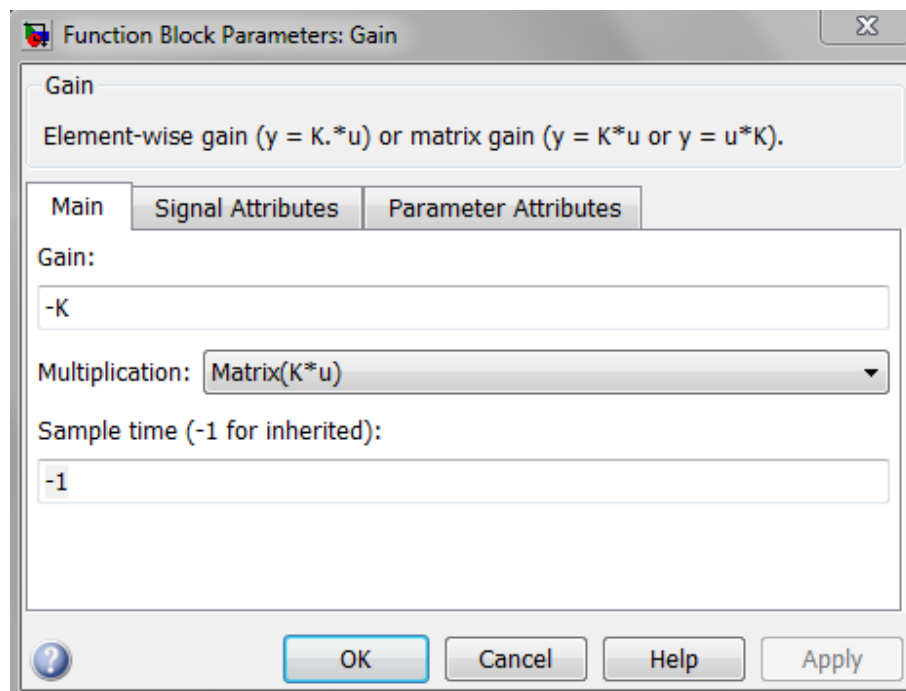 Function Block Parameters: Gain
Gain
Element-wise gain (y = K.*u) or matrix gain (y = K*u or y = u*K).
Main Signal Attributes Parameter Attributes
Gain:
-K
Multiplication: Matrix(K*u)
Sample time (-1 for inherited):
-1
OK Cancel Help Apply